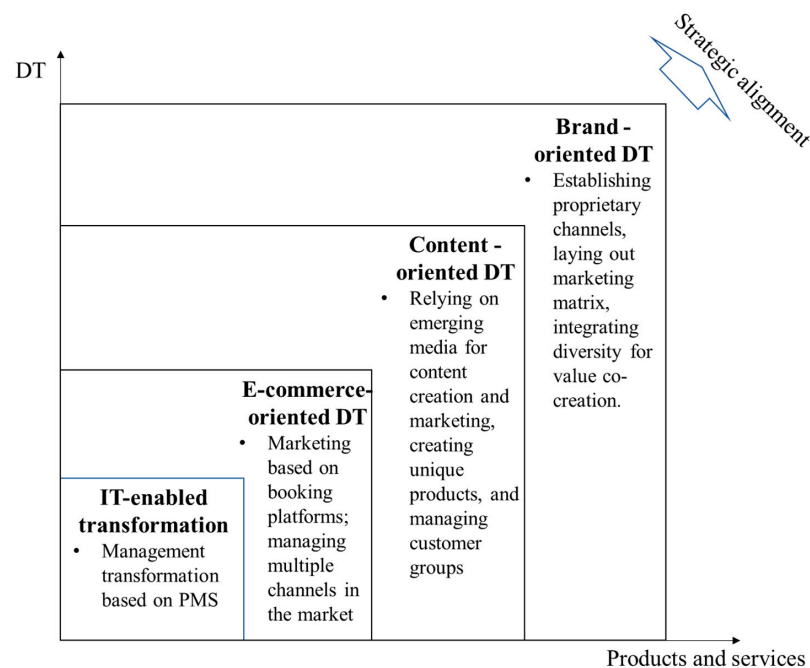 Strategic alignment
DT
Brand -
oriented DT
• Establishing
proprietary
channels,
laying out
marketing
matrix,
integrating
diversity for
value co-
creation.
Content -
oriented DT
• Relying on
emerging
media for
content
creation and
marketing,
creating
unique
products, and
managing
customer
groups
E-commerce-
oriented DT
• Marketing
based on
booking
platforms;
managing
multiple
channels in
the market
IT-enabled
transformation
• Management
transformation
based on PMS
Products and services